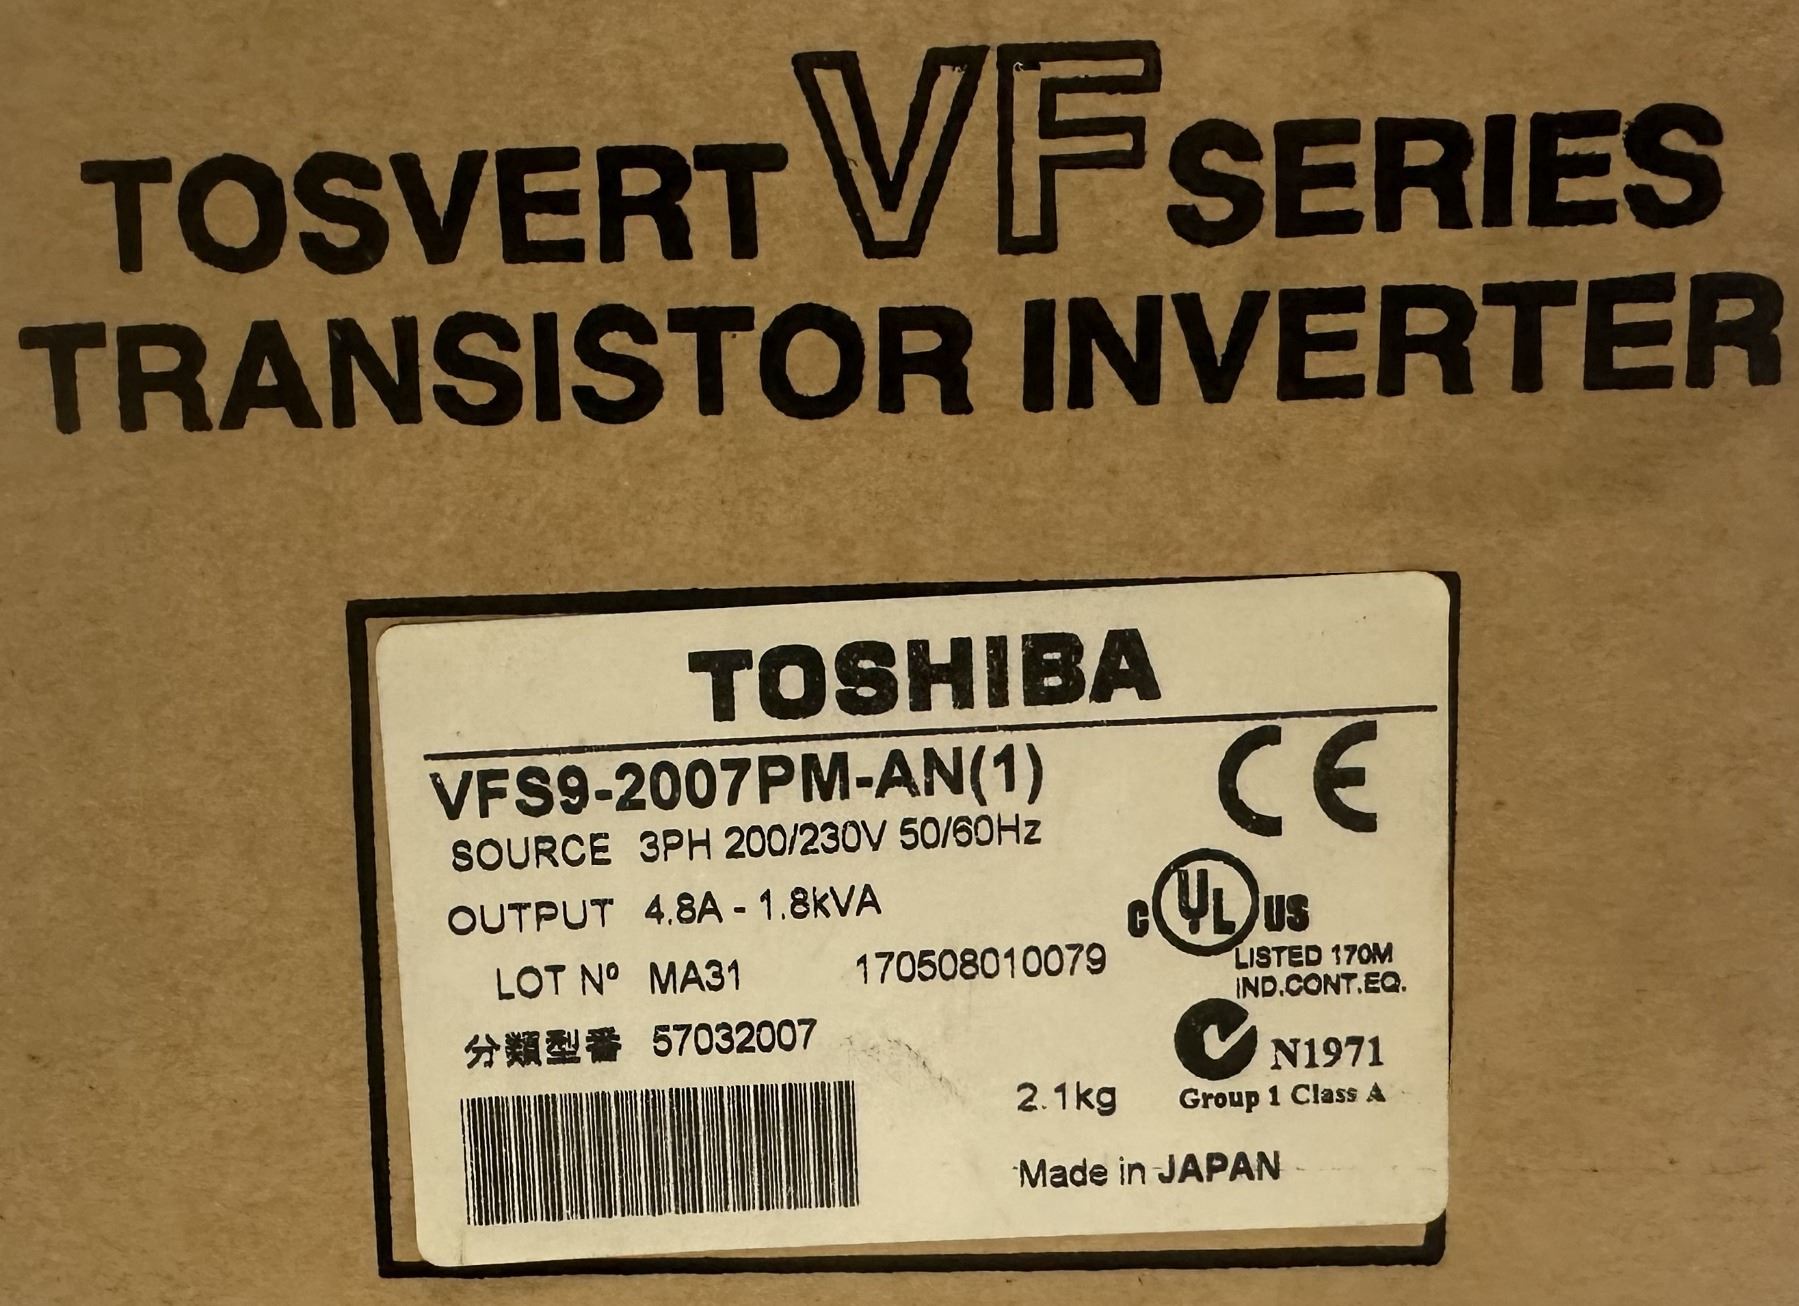 TOSVERT VF SERIES
TRANSISTOR INVERTER
TOSHIBA
VFS9-2007PM-AN(1)
CE
SOURCE 3PH 200/230V 50/60Hz
OUTPUT 4.8A - 1.8kVA
C UL US
LISTED 170M
IND.CONT.EQ.
LOT Nº MA31 170508010079
分類型番 57032007
N1971
Group 1 Class A
2.1kg
Made in JAPAN